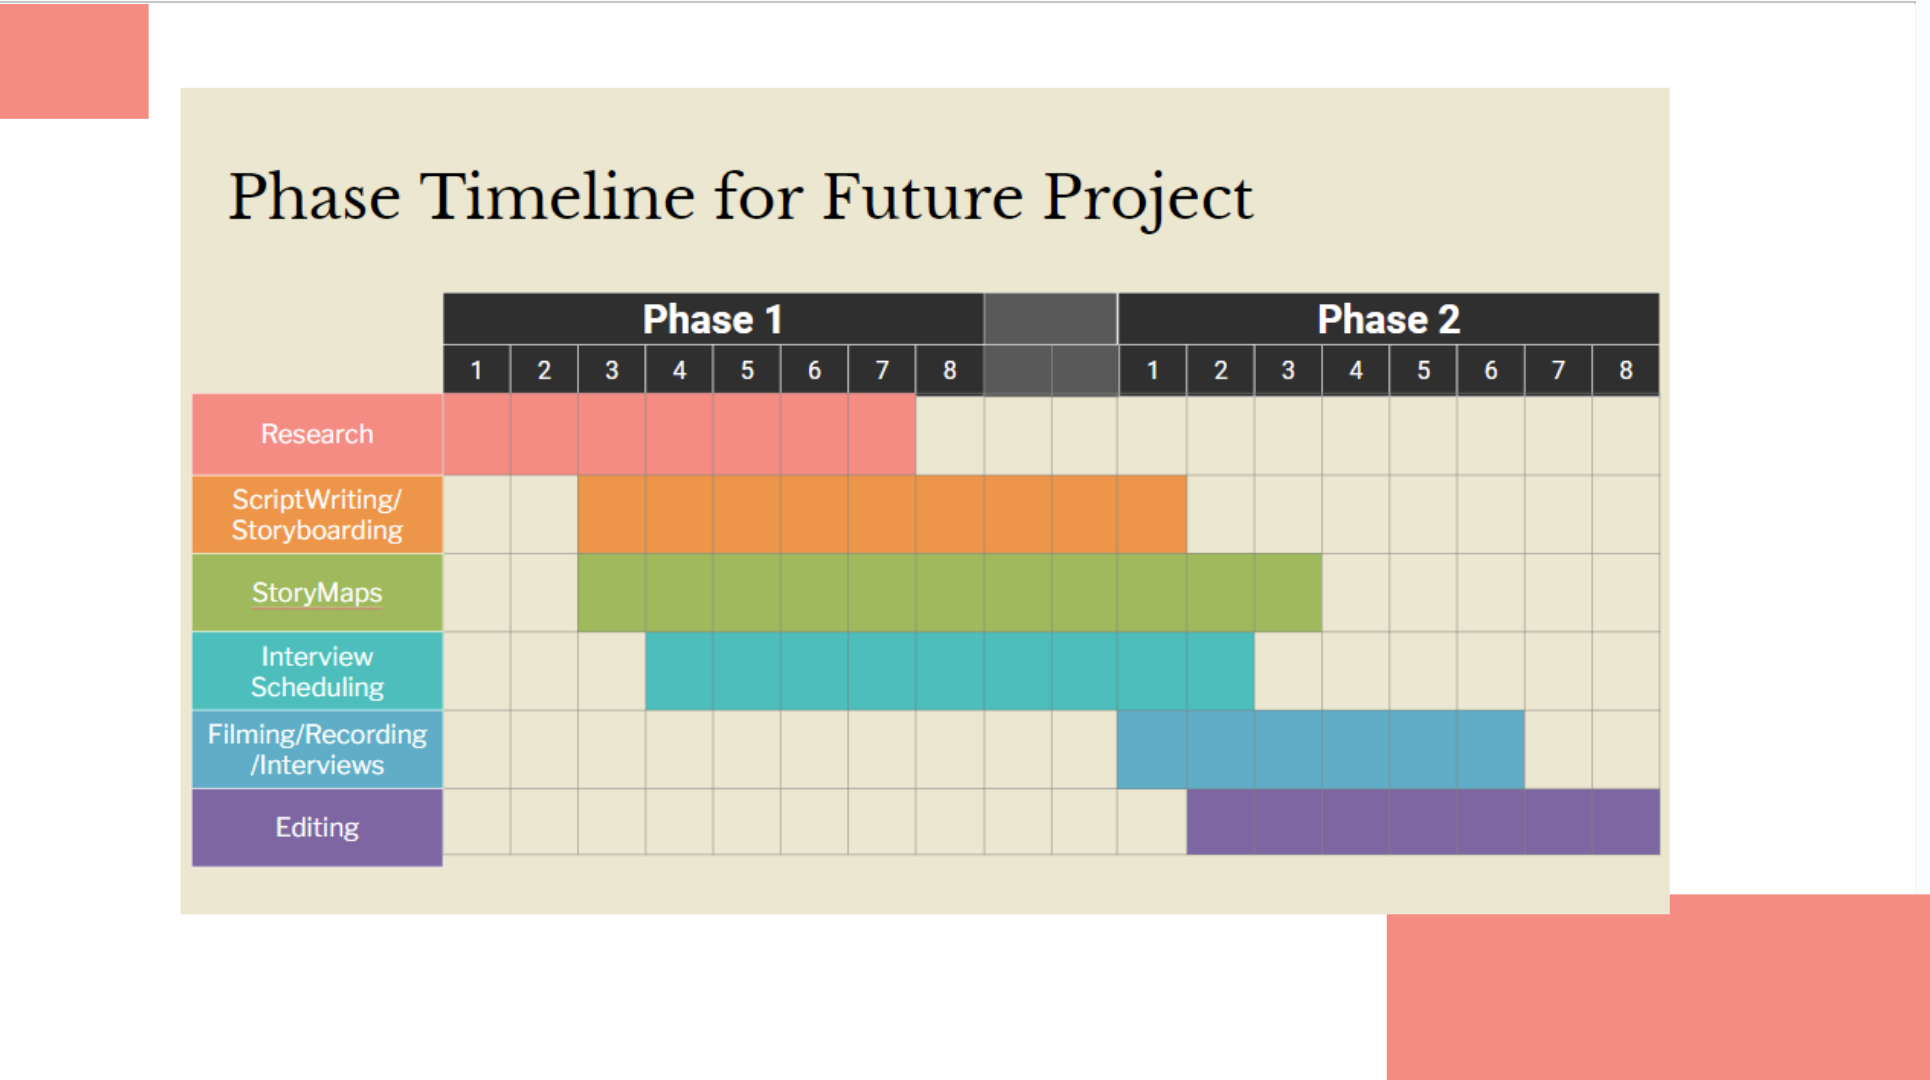 Phase Timeline for Future Project
Phase 1 Phase 2
1 2 3 4 5 6 7 8 1 2 3 4 5 6 7 8
Research
ScriptWriting/
Storyboarding
StoryMaps
Interview
Scheduling
Filming/Recording
/Interviews
Editing